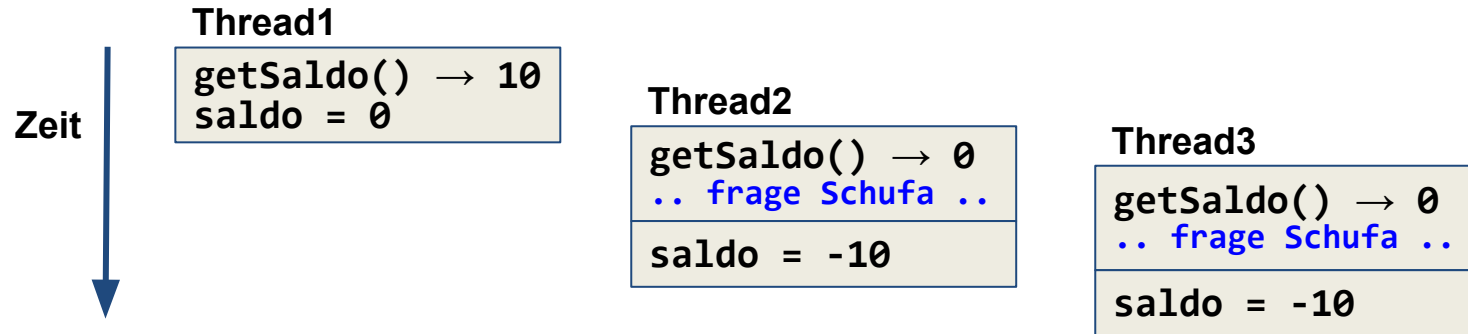 Zeit
Thread1
getSaldo() → 10
saldo = 0
Thread2
getSaldo() → 0
.. frage Schufa ..
saldo = -10
Thread3
getSaldo() → 0
.. frage Schufa ..
saldo = -10